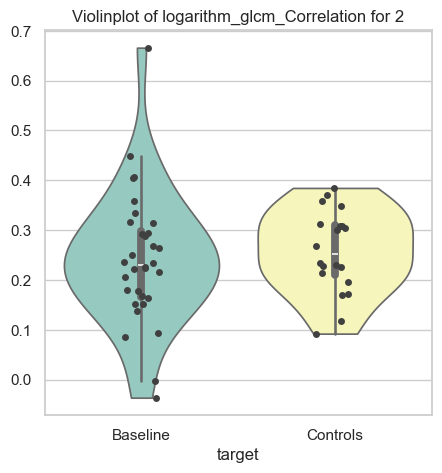 Violinplot of logarithm_glcm_Correlation for 2
0.7
0.6
0.5
0.4
0.3
0.2
0.1
0.0
Baseline Controls
target